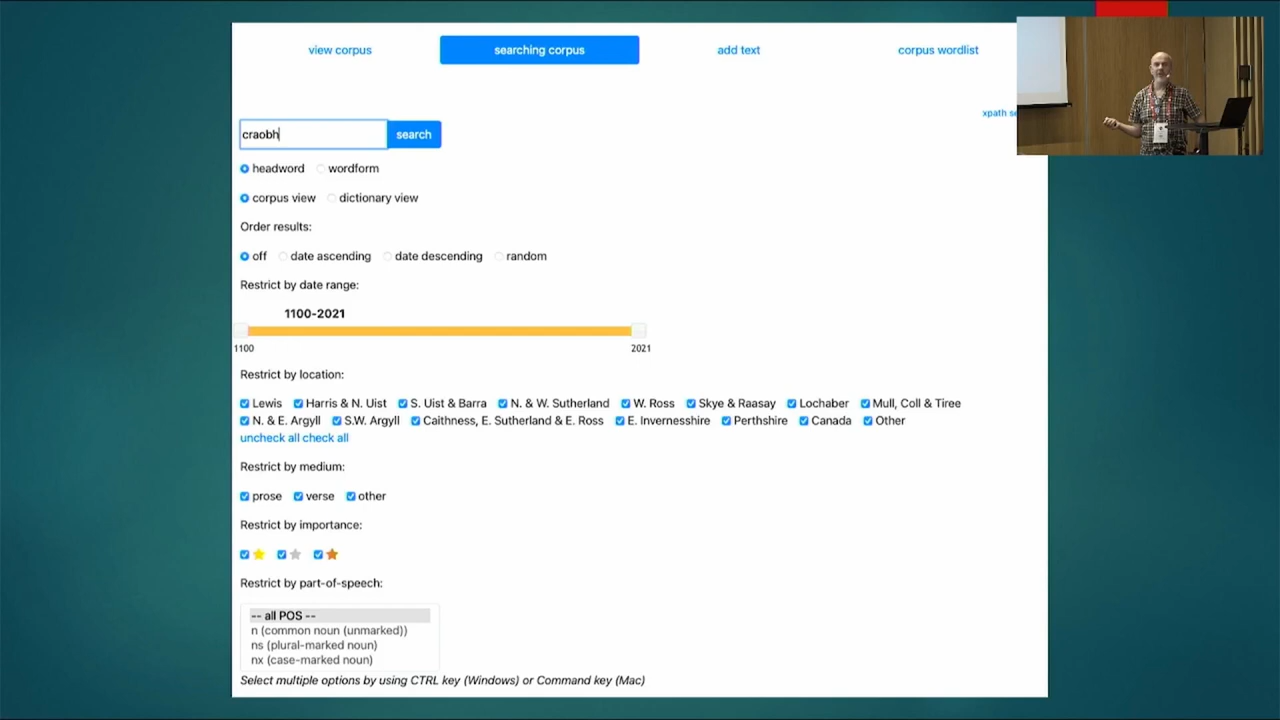 view corpus searching corpus add text corpus wordlist
xpath
craobh search
headword wordform
corpus view dictionary view
Order results:
off date ascending date descending random
Restrict by date range:
1100-2021
1100 2021
Restrict by location:
Lewis Harris & N. Uist S. Uist & Barra N. & W. Sutherland W. Ross Skye & Raasay Lochaber Mull, Coll & Tiree
N. & E. Argyll S.W. Argyll Caithness, E. Sutherland & E. Ross E. Invernesshire Perthshire Canada Other
uncheck all check all
Restrict by medium:
prose verse other
Restrict by importance:
Restrict by part-of-speech:
-- all POS --
n (common noun (unmarked))
ns (plural-marked noun)
nx (case-marked noun)
Select multiple options by using CTRL key (Windows) or Command key (Mac)